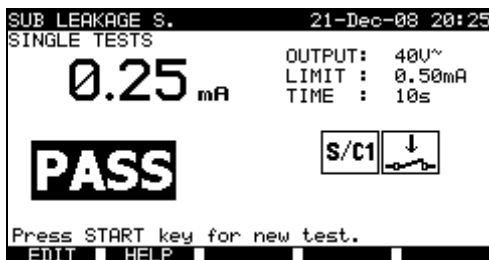 SUB LEAKAGE S. 21-Dec-08 20:25
SINGLE TESTS
OUTPUT: 40V~
0.25 mA
LIMIT : 0.50mA
TIME : 10s
PASS
S/C1
Press START key for new test.
EDIT HELP